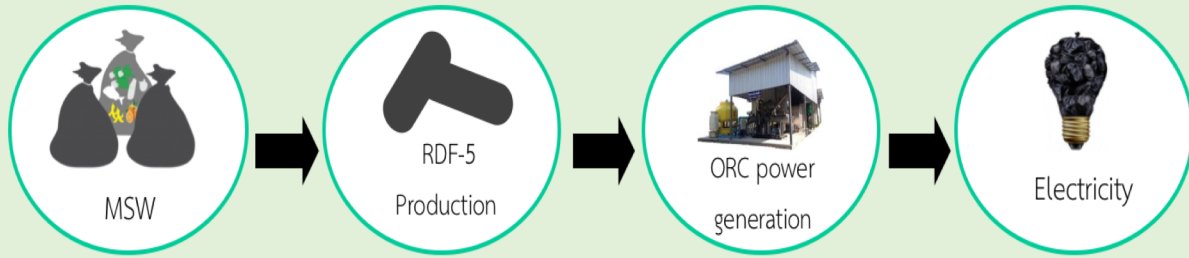 MSW
RDF-5
Production
ORC power
generation
Electricity